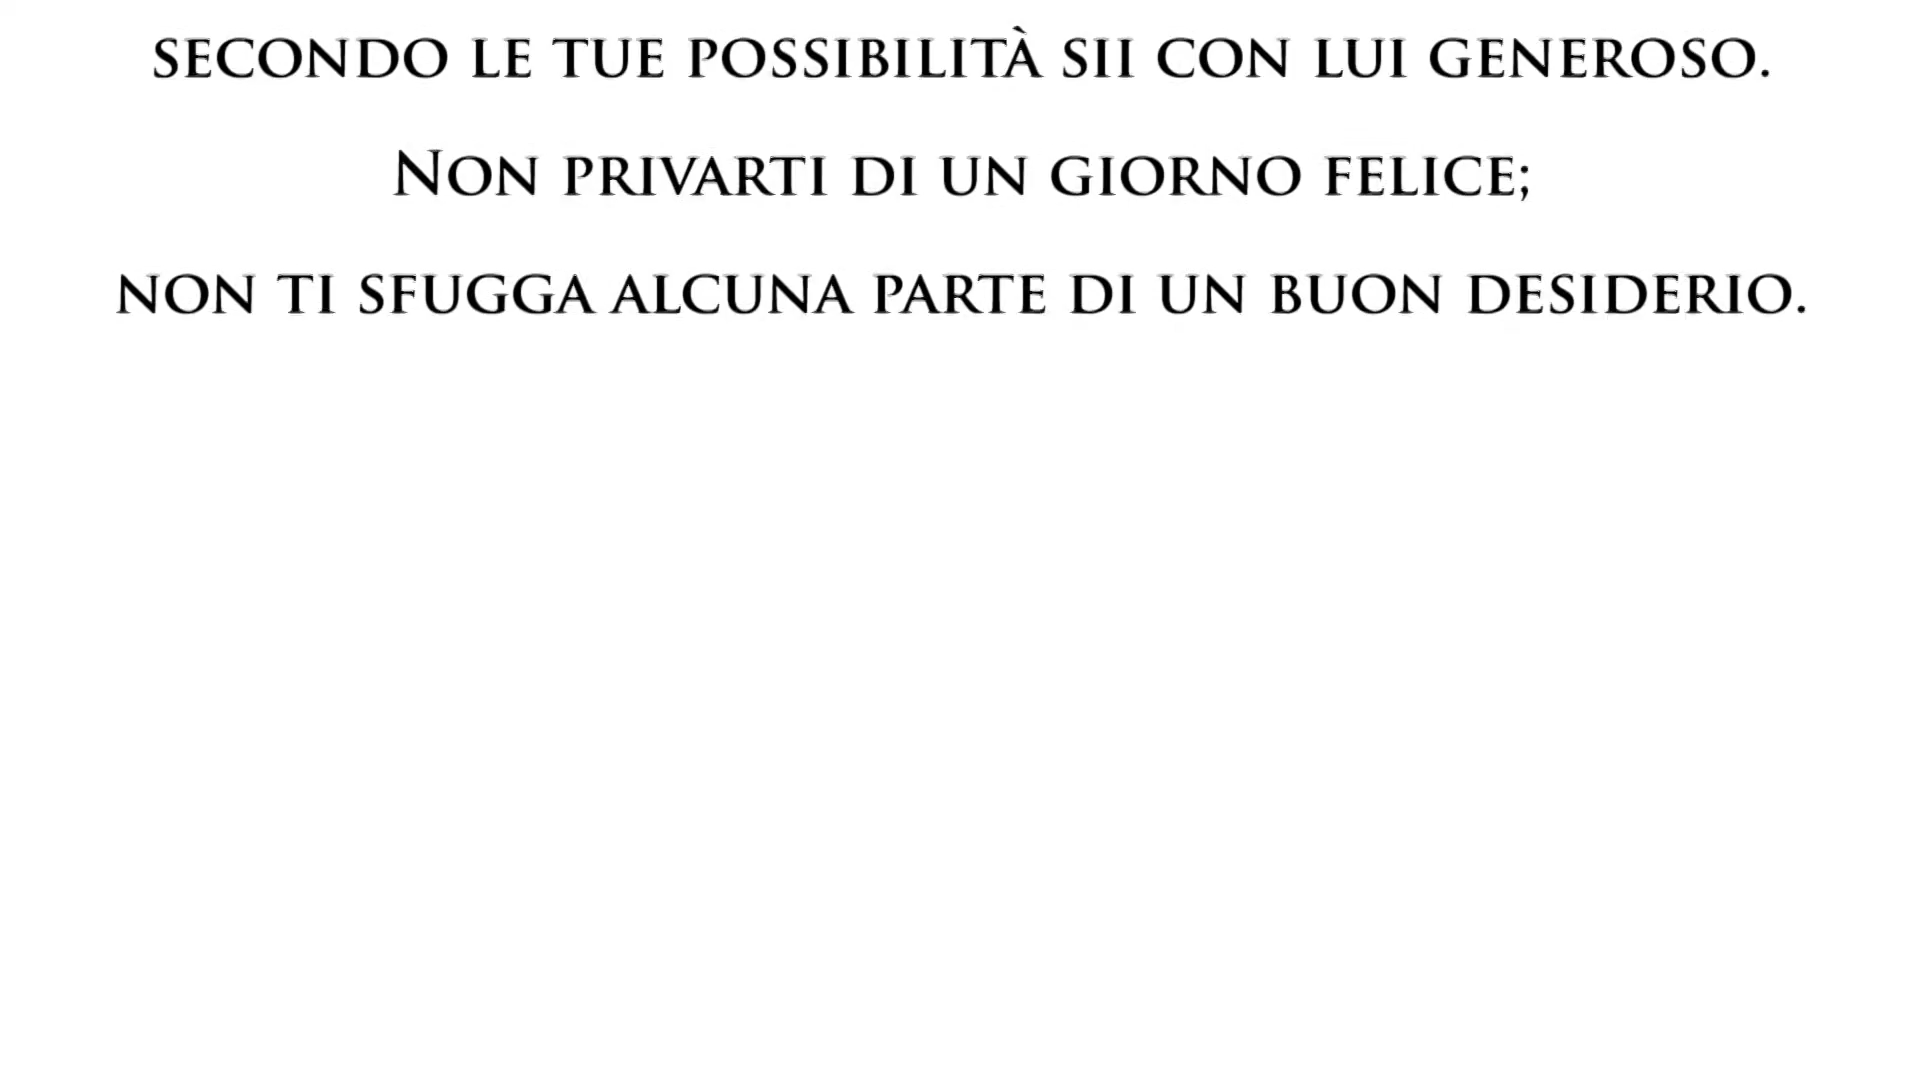 secondo le tue possibilità sii con lui generoso.
Non privarti di un giorno felice;
non ti sfugga alcuna parte di un buon desiderio.